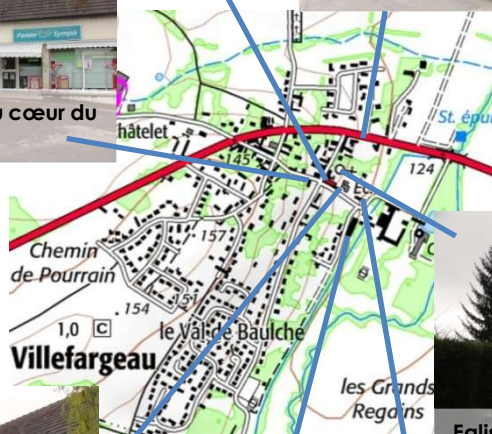 Panier Sympa
u cœur du
hâtelet
St. épur
145
124
Ec
157
Chemin
de Pourrain
154
151
1,0 C
le Val de Baulche
Villefargeau
les Grands
Regains
Eglis